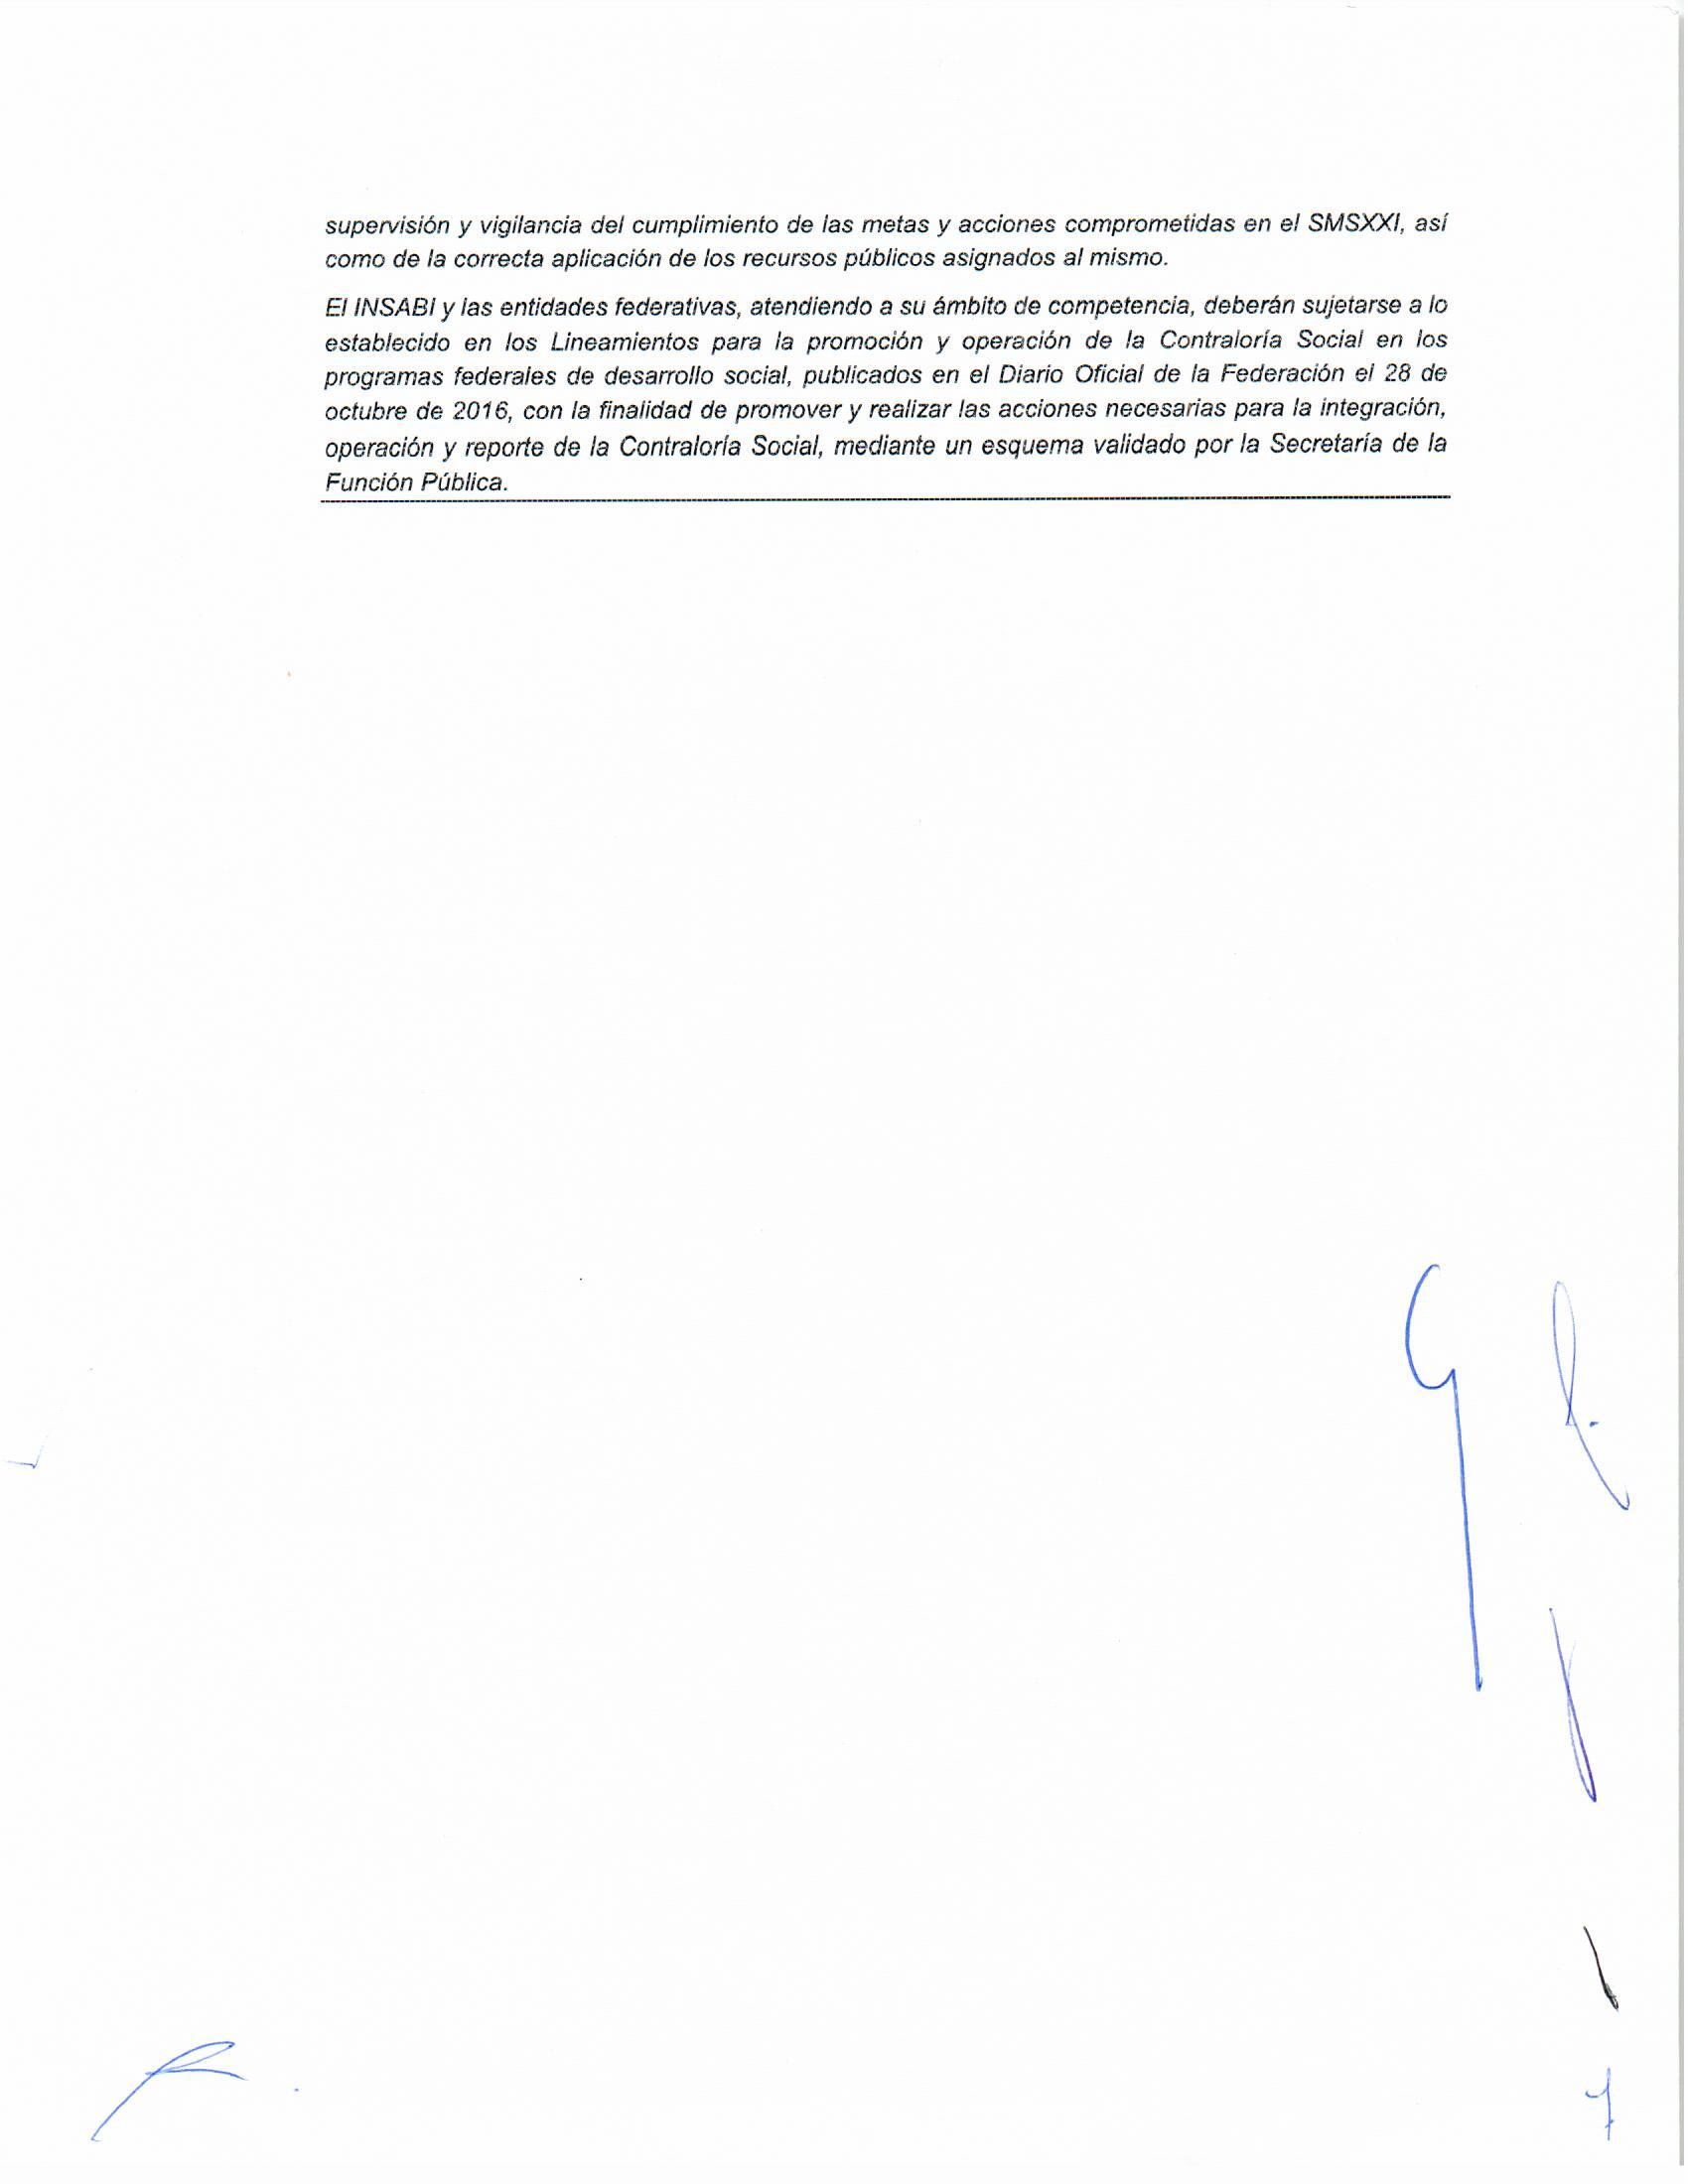 supervisión y vigilancia del cumplimiento de las metas y acciones comprometidas en el SMSXXI, así
como de la correcta aplicación de los recursos públicos asignados al mismo.
El INSABI y las entidades federativas, atendiendo a su ámbito de competencia, deberán sujetarse a lo
establecido en los Lineamientos para la promoción y operación de la Contraloría Social en los
programas federales de desarrollo social, publicados en el Diario Oficial de la Federación el 28 de
octubre de 2016, con la finalidad de promover y realizar las acciones necesarias para la integración,
operación y reporte de la Contraloría Social, mediante un esquema validado por la Secretaría de la
Función Pública.